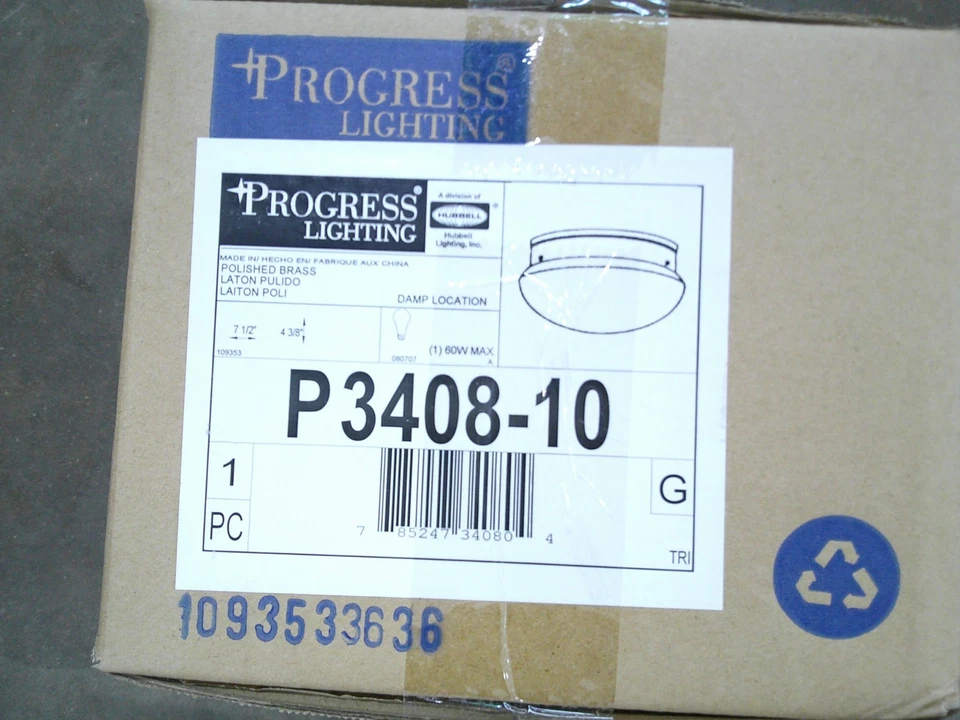 PROGRESS
LIGHTING
PROGRESS®
LIGHTING
A division of
HUBBELL®
Hubbell
Lighting, Inc.
MADE IN/ HECHO EN/ FABRIQUE AUX CHINA
POLISHED BRASS
LATON PULIDO
LAITON POLI
DAMP LOCATION
7 1/2"
4 3/8"
109353
080707
(1) 60W MAX
A
P3408-10
1
PC
G
7 85247 34080 4
TRI
1093533636